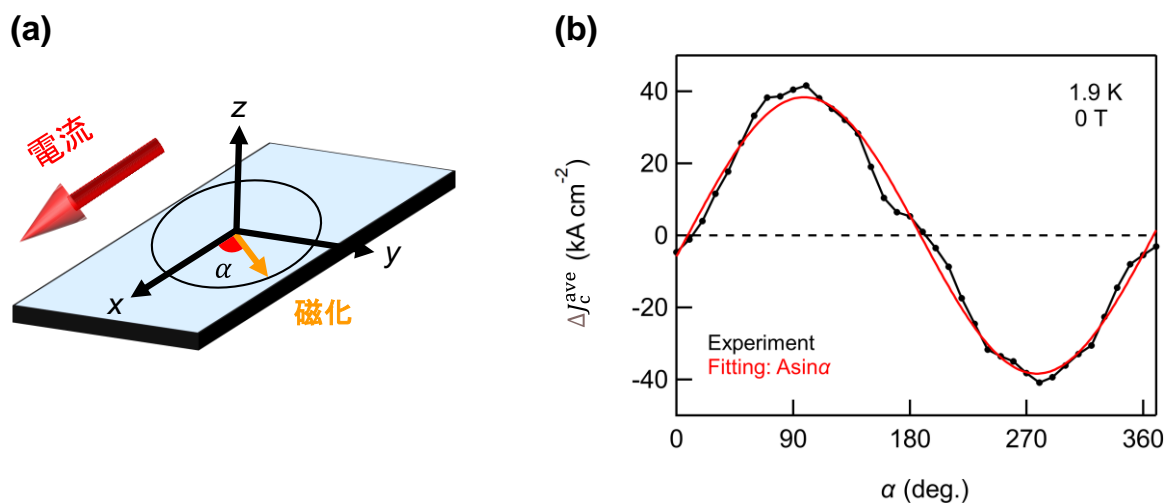 (a)
電流
z
y
x
α
磁化
(b)
1.9 K
0 T
ΔJ_c^ave (kA cm⁻²)
40
20
0
-20
-40
Experiment
Fitting: Asinα
0 90 180 270 360
α (deg.)